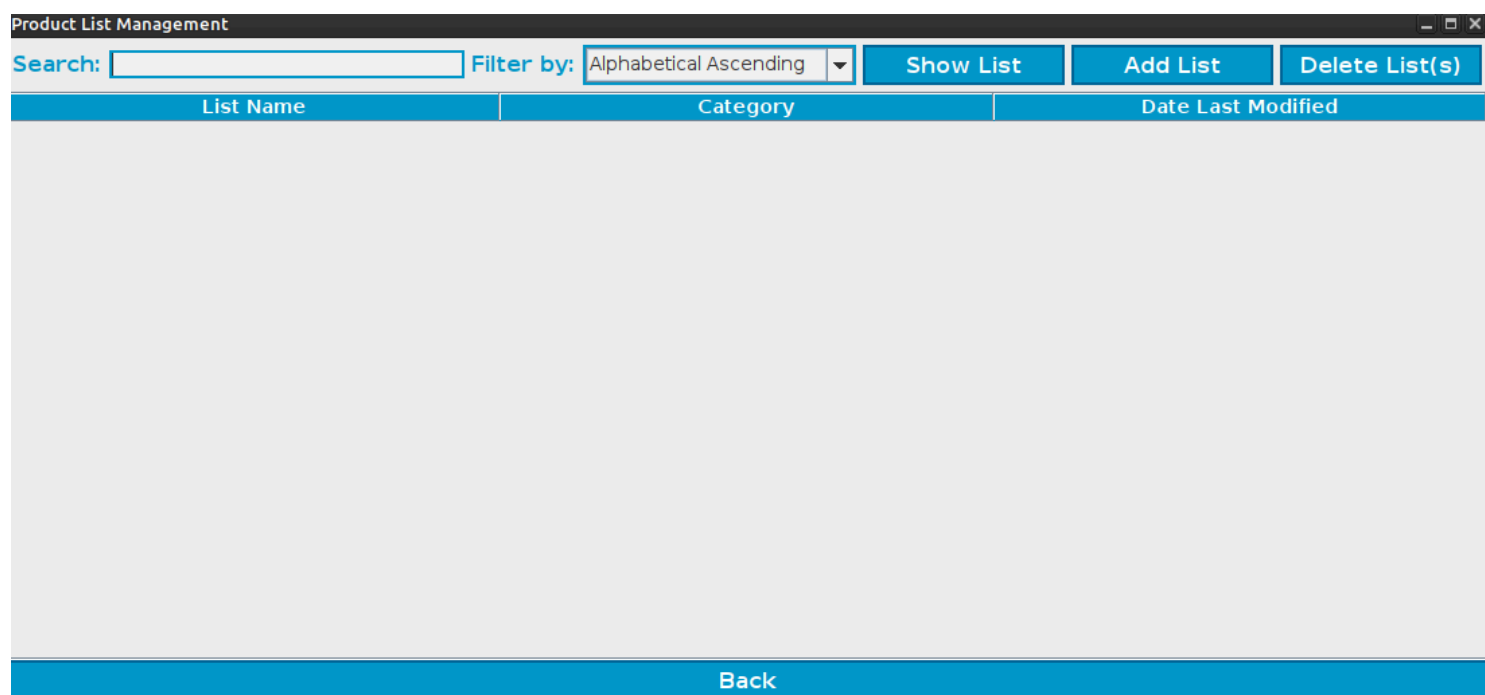 Product List Management
Search: Filter by: Alphabetical Ascending Show List Add List Delete List(s)
List Name Category Date Last Modified
Back